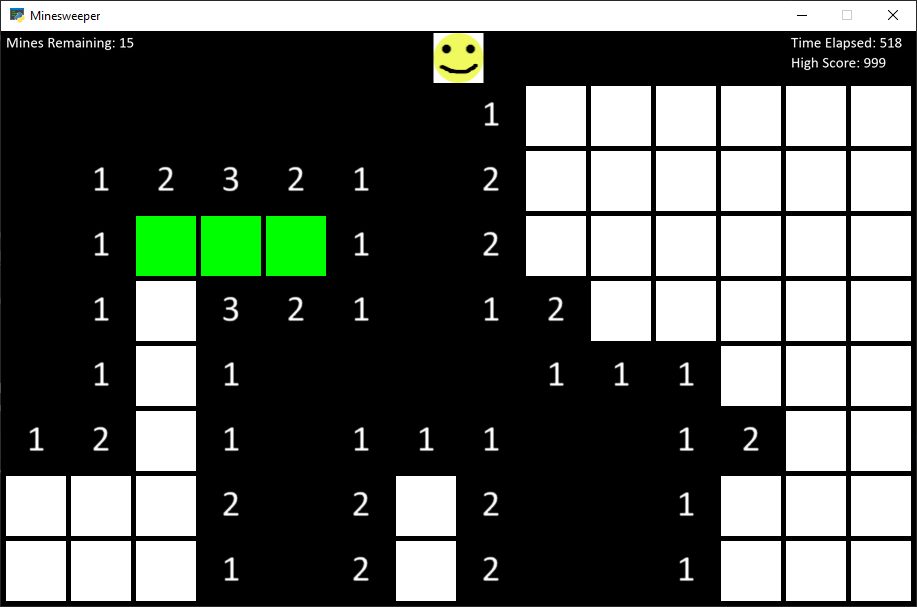 Minesweeper
Mines Remaining: 15
Time Elapsed: 518
High Score: 999
1
1 2 3 2 1 2
1 1 2
1 3 2 1 1 2
1 1 1 1 1
1 2 1 1 1 1 1 2
2 2 2 1
1 2 2 1